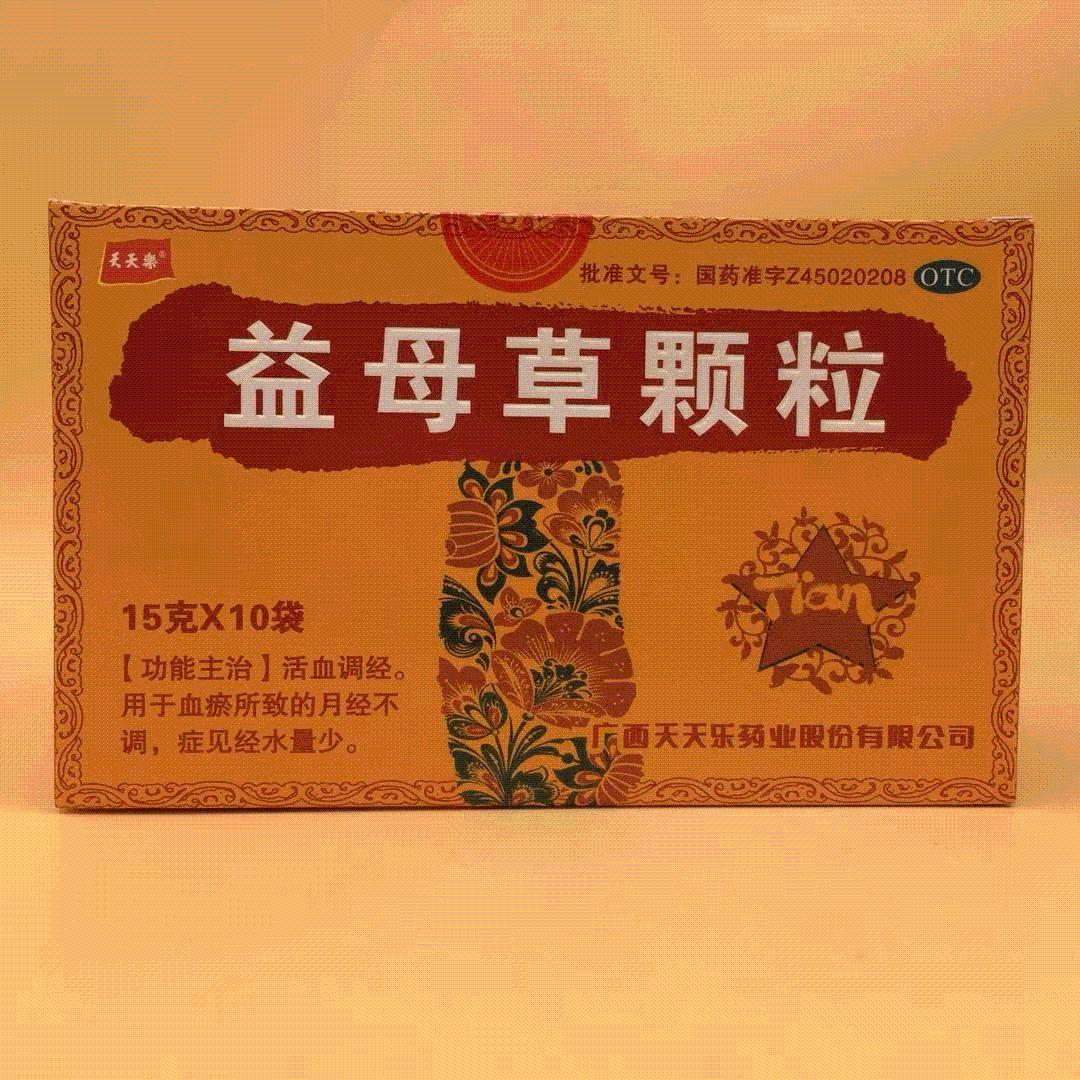 天天樂®
批准文号：国药准字Z45020208 OTC
益母草颗粒
Tian
15克X10袋
【功能主治】活血调经。
用于血瘀所致的月经不
调，症见经水量少。
广西天天乐药业股份有限公司